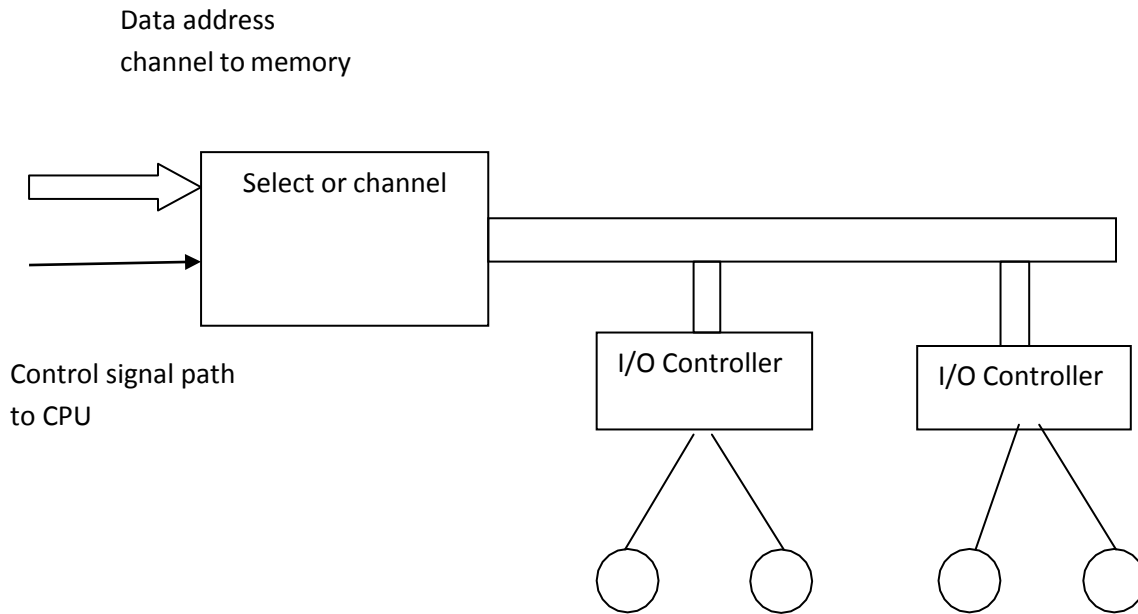 Data address
channel to memory
Select or channel
I/O Controller
I/O Controller
Control signal path
to CPU